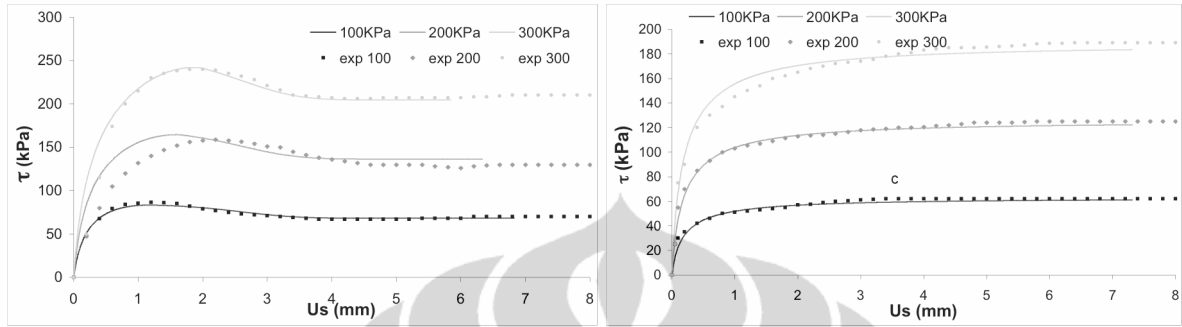 300
250
200
150
100
50
0
τ (kPa)
100KPa 200KPa 300KPa
exp 100 exp 200 exp 300
0 1 2 3 4 5 6 7 8
Us (mm)
200
180
160
140
120
100
80
60
40
20
0
τ (kPa)
100KPa 200KPa 300KPa
exp 100 exp 200 exp 300
c
0 1 2 3 4 5 6 7 8
Us (mm)